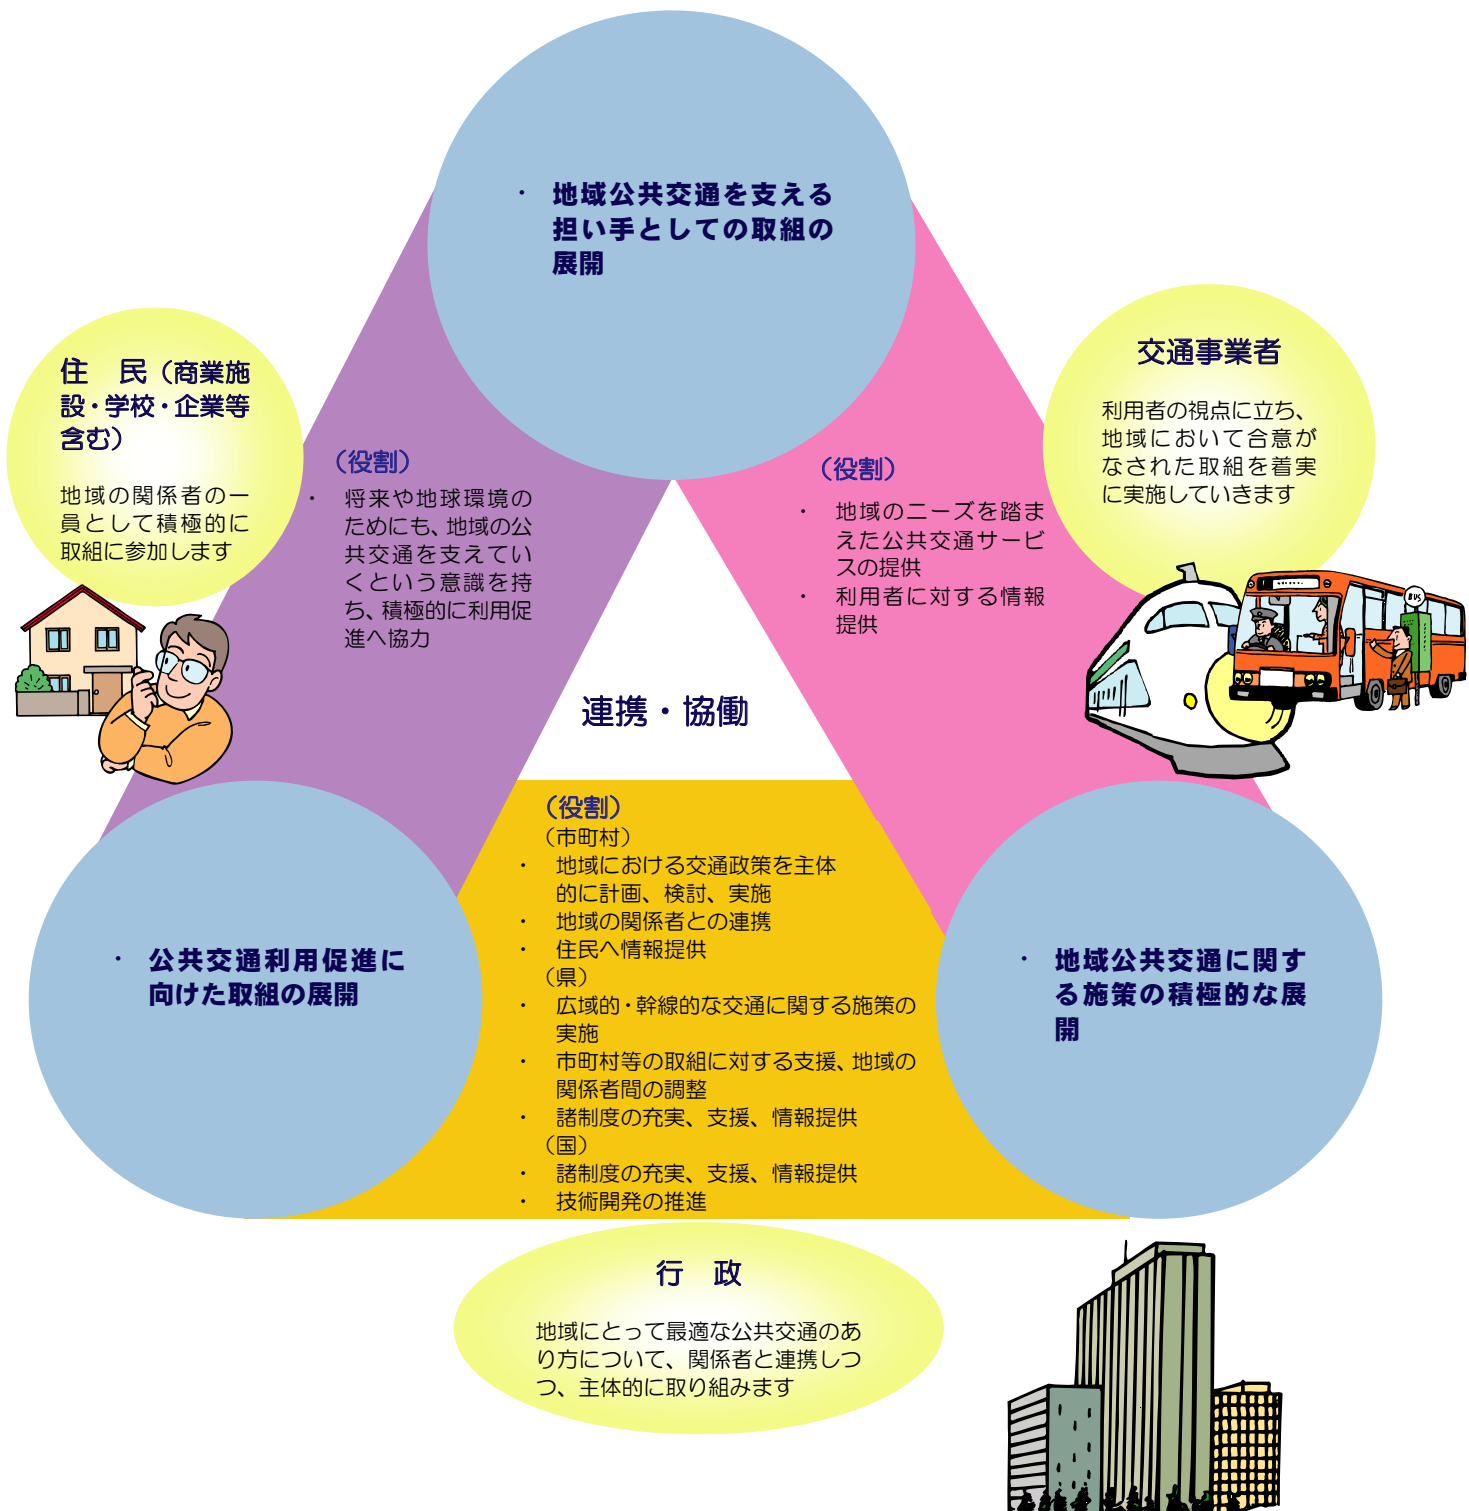 ・ 地域公共交通を支える
担い手としての取組の
展開
住　民（商業施
設・学校・企業等
含む）
地域の関係者の一
員として積極的に
取組に参加します
交通事業者
利用者の視点に立ち、
地域において合意が
なされた取組を着実
に実施していきます
（役割）
・ 将来や地球環境の
ためにも、地域の公
共交通を支えてい
くという意識を持
ち、積極的に利用促
進へ協力
（役割）
・ 地域のニーズを踏ま
えた公共交通サービ
スの提供
・ 利用者に対する情報
提供
BUS
連携・協働
（役割）
（市町村）
・ 地域における交通政策を主体
的に計画、検討、実施
・ 地域の関係者との連携
・ 住民へ情報提供
（県）
・ 広域的・幹線的な交通に関する施策の
実施
・ 市町村等の取組に対する支援、地域の
関係者間の調整
・ 諸制度の充実、支援、情報提供
（国）
・ 諸制度の充実、支援、情報提供
・ 技術開発の推進
・ 公共交通利用促進に
向けた取組の展開
・ 地域公共交通に関す
る施策の積極的な展
開
行　政
地域にとって最適な公共交通のあ
り方について、関係者と連携しつ
つ、主体的に取り組みます